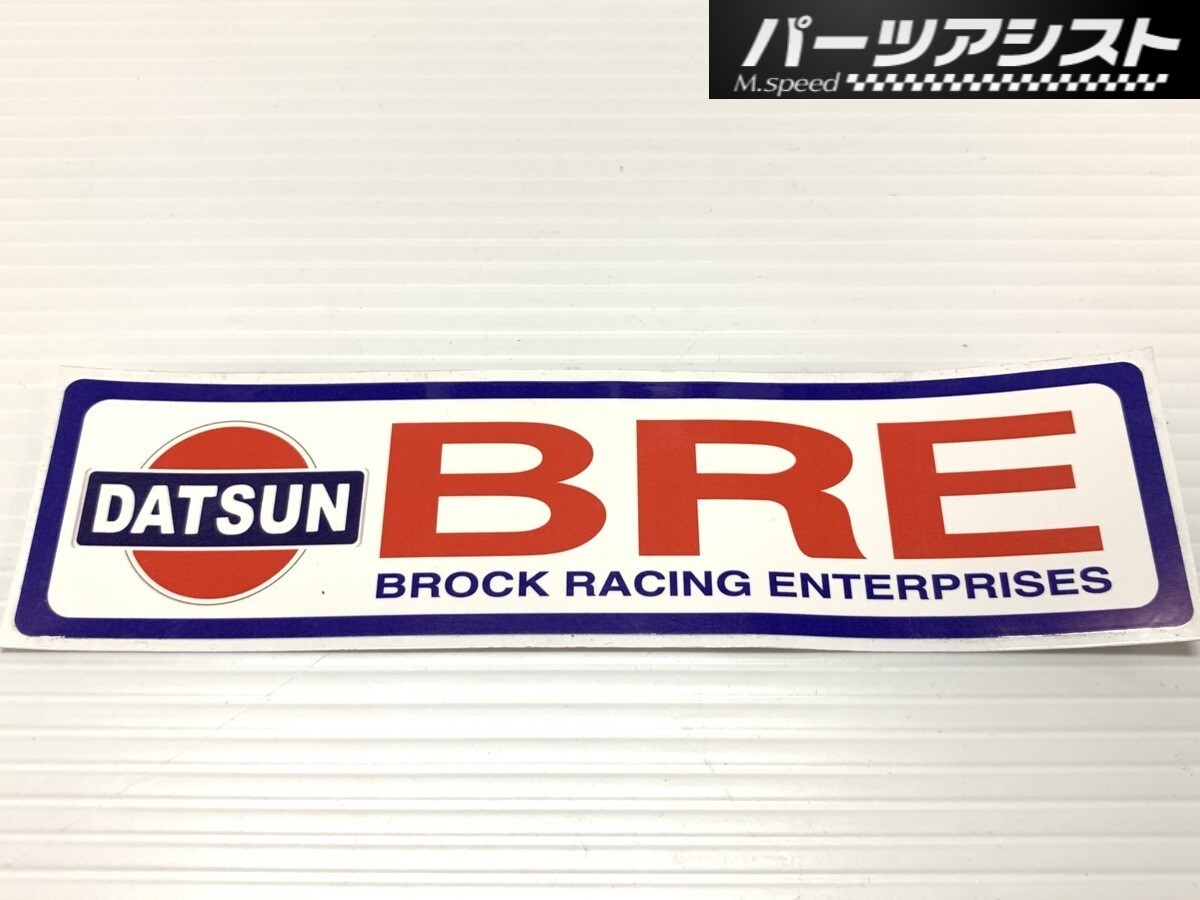 パーツアシスト
M.speed
DATSUN
BRE
BROCK RACING ENTERPRISES